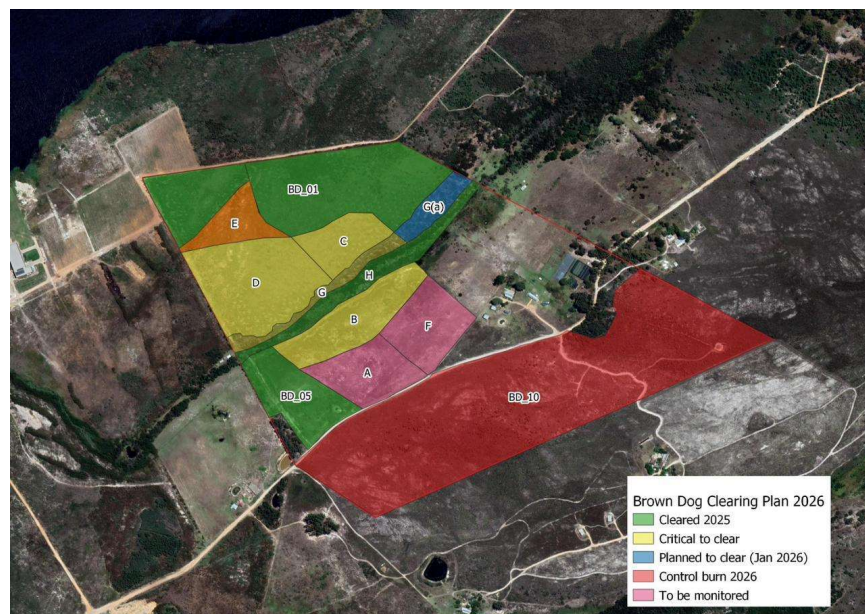 BD_01
G(a)
E
C
H
D
G
B
F
A
BD_05
BD_10
Brown Dog Clearing Plan 2026
Cleared 2025
Critical to clear
Planned to clear (Jan 2026)
Control burn 2026
To be monitored